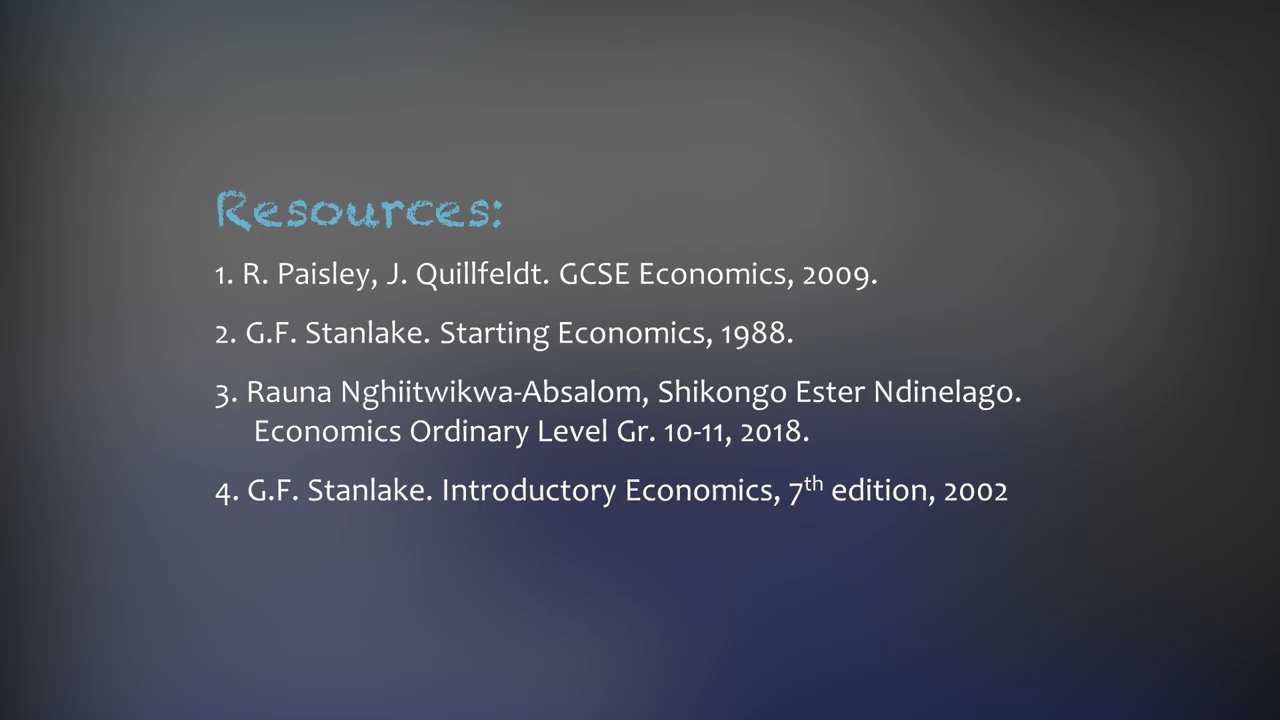 Resources:
1. R. Paisley, J. Quillfeldt. GCSE Economics, 2009.
2. G.F. Stanlake. Starting Economics, 1988.
3. Rauna Nghiitwikwa-Absalom, Shikongo Ester Ndinelago.
Economics Ordinary Level Gr. 10-11, 2018.
4. G.F. Stanlake. Introductory Economics, 7th edition, 2002